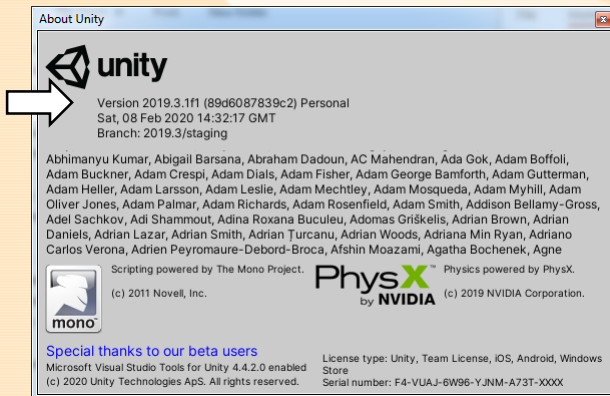 About Unity
unity
Version 2019.3.1f1 (89d6087839c2) Personal
Sat, 08 Feb 2020 14:32:17 GMT
Branch: 2019.3/staging
Abhimanyu Kumar, Abigail Barsana, Abraham Dadoun, AC Mahendran, Ada Gok, Adam Boffoli,
Adam Buckner, Adam Crespi, Adam Dials, Adam Fisher, Adam George Bamforth, Adam Gutterman,
Adam Heller, Adam Larsson, Adam Leslie, Adam Mechtley, Adam Mosqueda, Adam Myhill, Adam
Oliver Jones, Adam Palmar, Adam Richards, Adam Rosenfield, Adam Smith, Addison Bellamy-Gross,
Adel Sachkov, Adi Shammout, Adina Roxana Buculeu, Adomas Griškelis, Adrian Brown, Adrian
Daniels, Adrian Lazar, Adrian Smith, Adrian Țurcanu, Adrian Woods, Adriana Min Ryan, Adriano
Carlos Verona, Adrien Peyromaure-Debord-Broca, Afshin Moazami, Agatha Bochenek, Agne
mono
Scripting powered by The Mono Project.
(c) 2011 Novell, Inc.
PhysX™
by NVIDIA
Physics powered by PhysX.
(c) 2019 NVIDIA Corporation.
Special thanks to our beta users
Microsoft Visual Studio Tools for Unity 4.4.2.0 enabled
(c) 2020 Unity Technologies ApS. All rights reserved.
License type: Unity, Team License, iOS, Android, Windows
Store
Serial number: F4-VUAJ-6W96-YJNM-A73T-XXXX